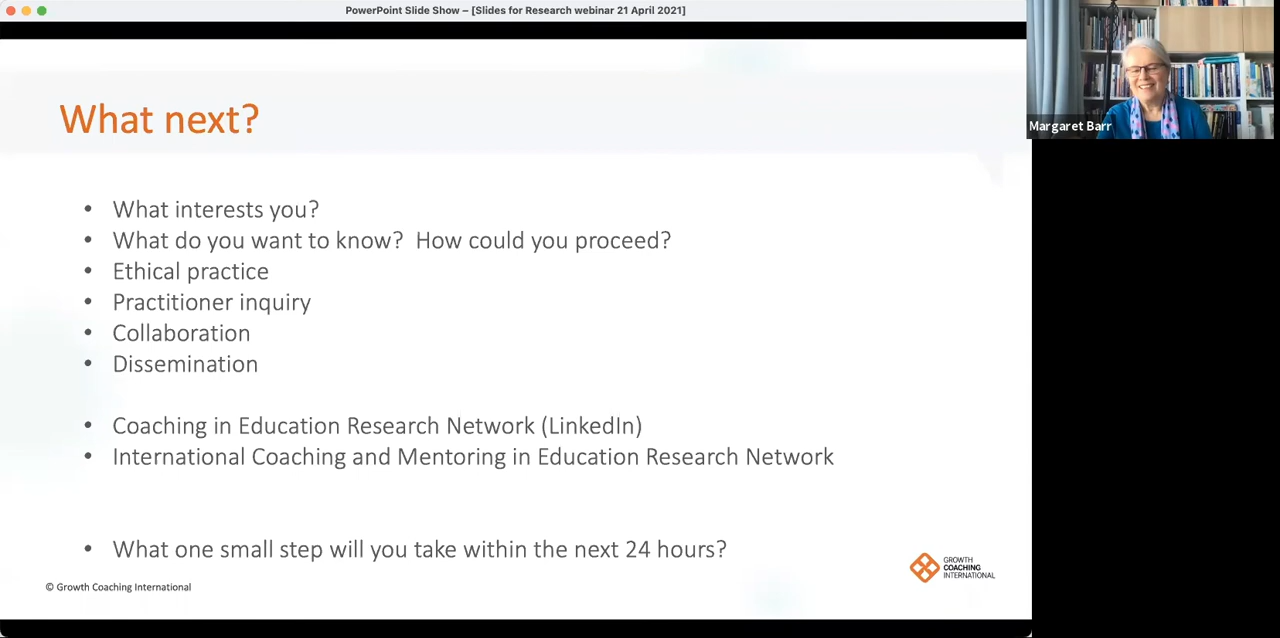 PowerPoint Slide Show – [Slides for Research webinar 21 April 2021]
What next?
• What interests you?
• What do you want to know?  How could you proceed?
• Ethical practice
• Practitioner inquiry
• Collaboration
• Dissemination
• Coaching in Education Research Network (LinkedIn)
• International Coaching and Mentoring in Education Research Network
• What one small step will you take within the next 24 hours?
© Growth Coaching International
GROWTH
COACHING
INTERNATIONAL
Margaret Barr